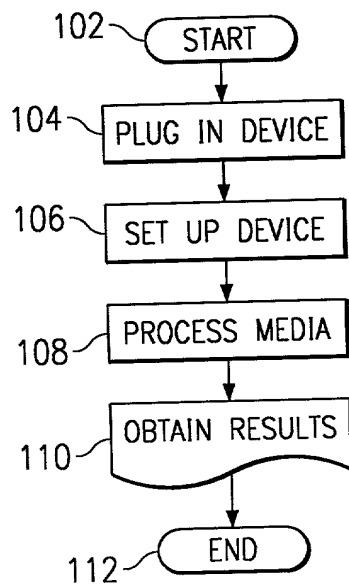 102 START
104 PLUG IN DEVICE
106 SET UP DEVICE
108 PROCESS MEDIA
110 OBTAIN RESULTS
112 END